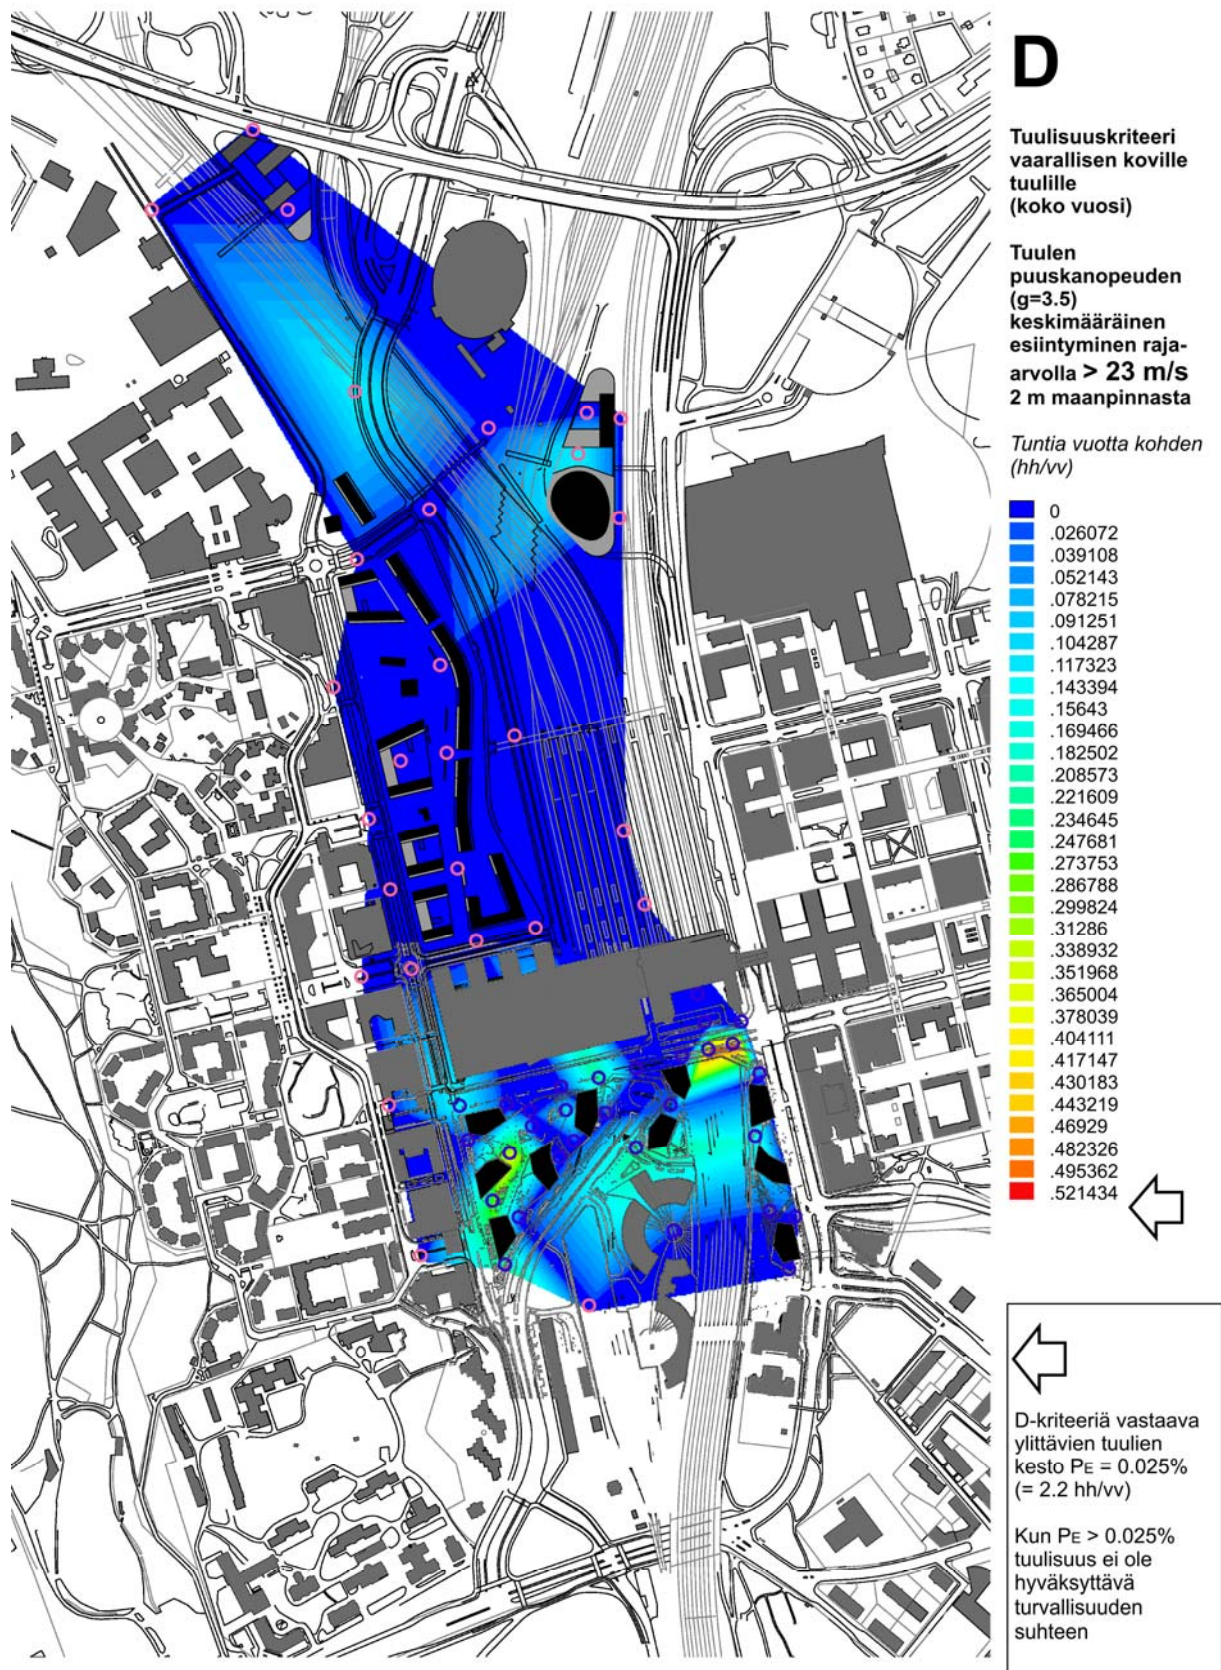 D
Tuulisuuskriteeri
vaarallisen koville
tuulille
(koko vuosi)
Tuulen
puuskanopeuden
(g=3.5)
keskimääräinen
esiintyminen raja-
arvolla > 23 m/s
2 m maanpinnasta
Tuntia vuotta kohden
(hh/vv)
0
.026072
.039108
.052143
.078215
.091251
.104287
.117323
.143394
.15643
.169466
.182502
.208573
.221609
.234645
.247681
.273753
.286788
.299824
.31286
.338932
.351968
.365004
.378039
.404111
.417147
.430183
.443219
.46929
.482326
.495362
.521434
D-kriteeriä vastaava
ylittävien tuulien
kesto PE = 0.025%
(= 2.2 hh/vv)
Kun PE > 0.025%
tuulisuus ei ole
hyväksyttävä
turvallisuuden
suhteen